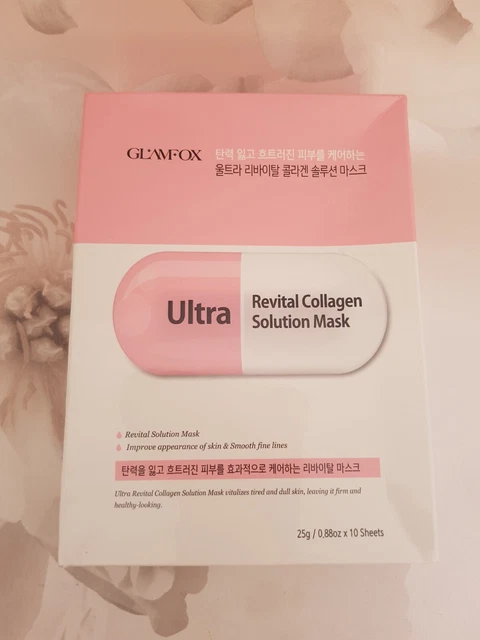 GLAMFOX
탄력 잃고 흐트러진 피부를 케어하는
울트라 리바이탈 콜라겐 솔루션 마스크
Ultra
Revital Collagen
Solution Mask
Revital Solution Mask
Improve appearance of skin & Smooth fine lines
탄력을 잃고 흐트러진 피부를 효과적으로 케어하는 리바이탈 마스크
Ultra Revital Collagen Solution Mask vitalizes tired and dull skin, leaving it firm and
healthy-looking.
25g / 0,88oz x 10 Sheets